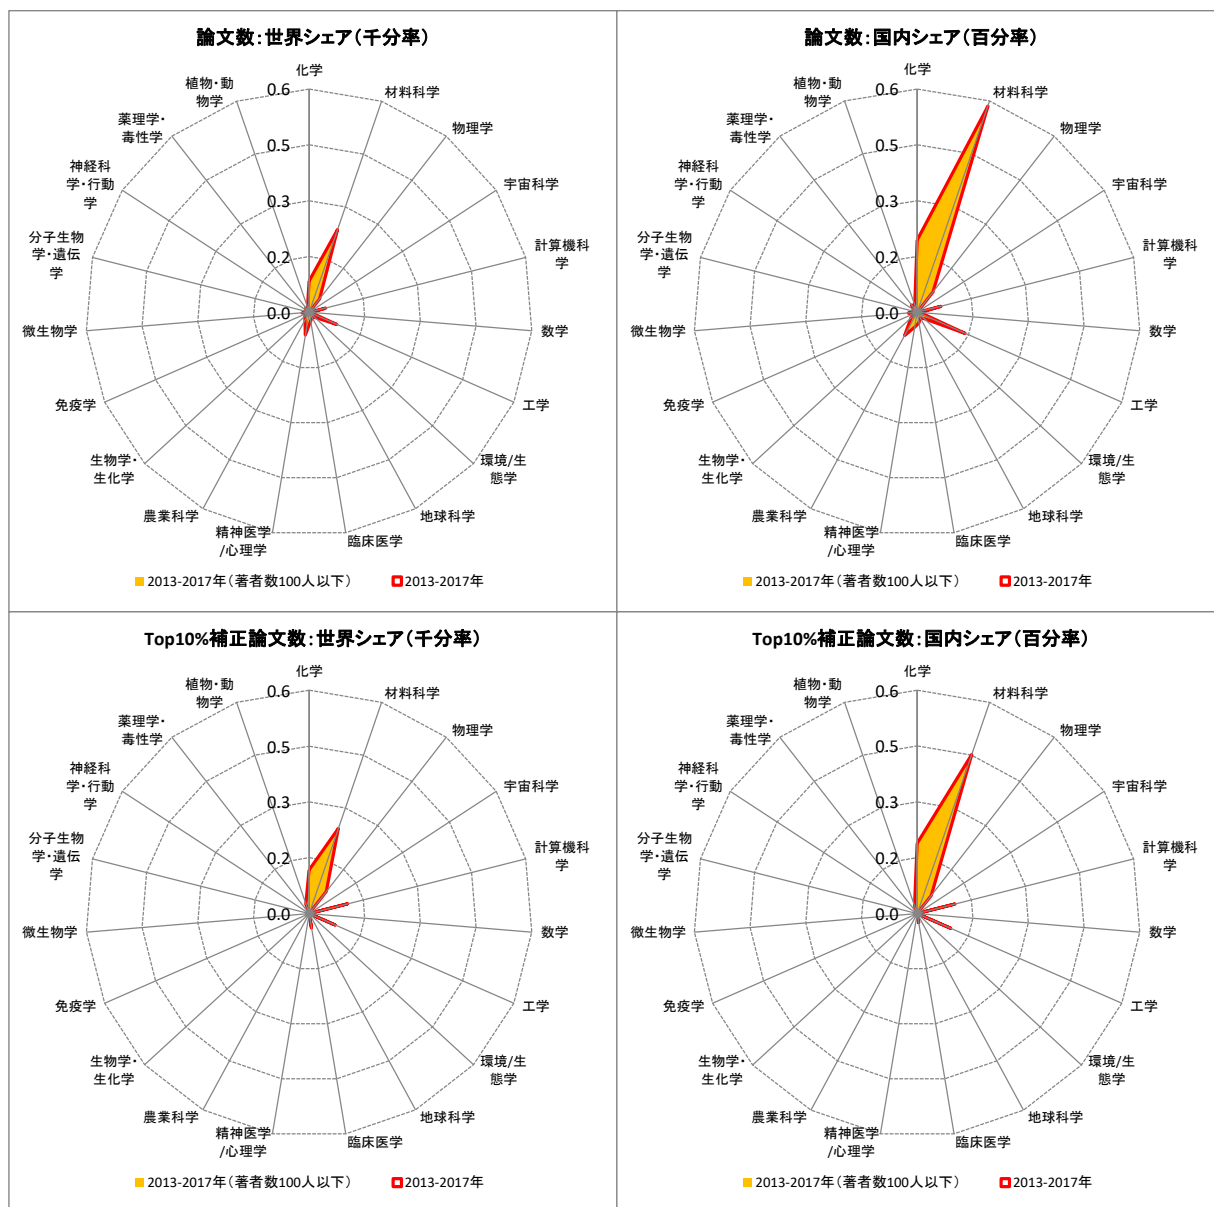 論文数：世界シェア（千分率）
化学
材料科学
物理学
宇宙科学
計算機科
学
数学
工学
環境/生
態学
地球科学
臨床医学
精神医学
/心理学
農業科学
生物学・
生化学
免疫学
微生物学
分子生物
学・遺伝
学
神経科
学・行動
学
薬理学・
毒性学
植物・動
物学
0.6
0.5
0.3
0.2
0.0
2013-2017年（著者数100人以下）
2013-2017年
論文数：国内シェア（百分率）
化学
材料科学
物理学
宇宙科学
計算機科
学
数学
工学
環境/生
態学
地球科学
臨床医学
精神医学
/心理学
農業科学
生物学・
生化学
免疫学
微生物学
分子生物
学・遺伝
学
神経科
学・行動
学
薬理学・
毒性学
植物・動
物学
0.6
0.5
0.3
0.2
0.0
2013-2017年（著者数100人以下）
2013-2017年
Top10%補正論文数：世界シェア（千分率）
化学
材料科学
物理学
宇宙科学
計算機科
学
数学
工学
環境/生
態学
地球科学
臨床医学
精神医学
/心理学
農業科学
生物学・
生化学
免疫学
微生物学
分子生物
学・遺伝
学
神経科
学・行動
学
薬理学・
毒性学
植物・動
物学
0.6
0.5
0.3
0.2
0.0
2013-2017年（著者数100人以下）
2013-2017年
Top10%補正論文数：国内シェア（百分率）
化学
材料科学
物理学
宇宙科学
計算機科
学
数学
工学
環境/生
態学
地球科学
臨床医学
精神医学
/心理学
農業科学
生物学・
生化学
免疫学
微生物学
分子生物
学・遺伝
学
神経科
学・行動
学
薬理学・
毒性学
植物・動
物学
0.6
0.5
0.3
0.2
0.0
2013-2017年（著者数100人以下）
2013-2017年